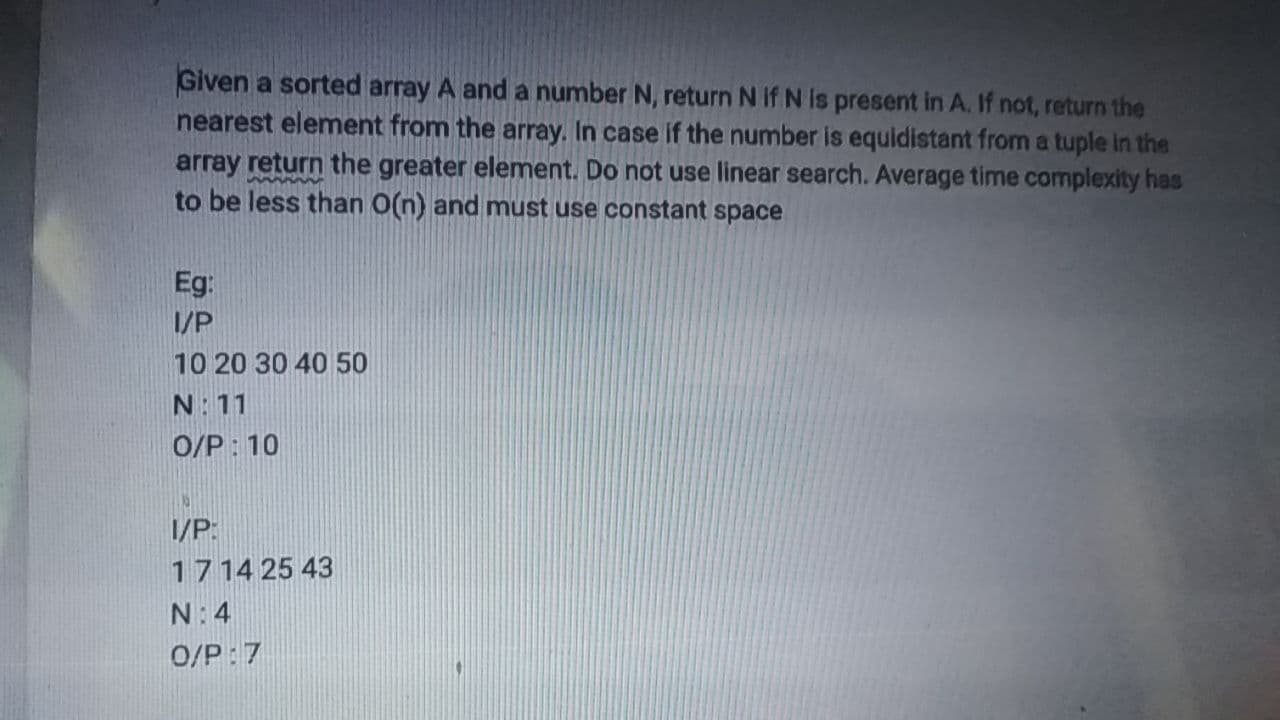 Given a sorted array A and a number N, return N if N is present in A. If not, return the
nearest element from the array. In case if the number is equidistant from a tuple in the
array return the greater element. Do not use linear search. Average time complexity has
to be less than O(n) and must use constant space
Eg:
I/P
10 20 30 40 50
N : 11
O/P : 10
I/P:
1 7 14 25 43
N : 4
O/P : 7